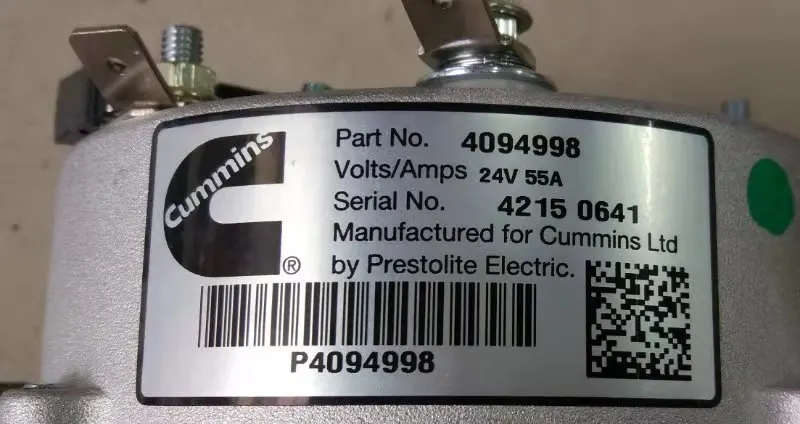 Cummins
®
Part No. 4094998
Volts/Amps 24V 55A
Serial No. 4215 0641
Manufactured for Cummins Ltd
by Prestolite Electric.
P4094998